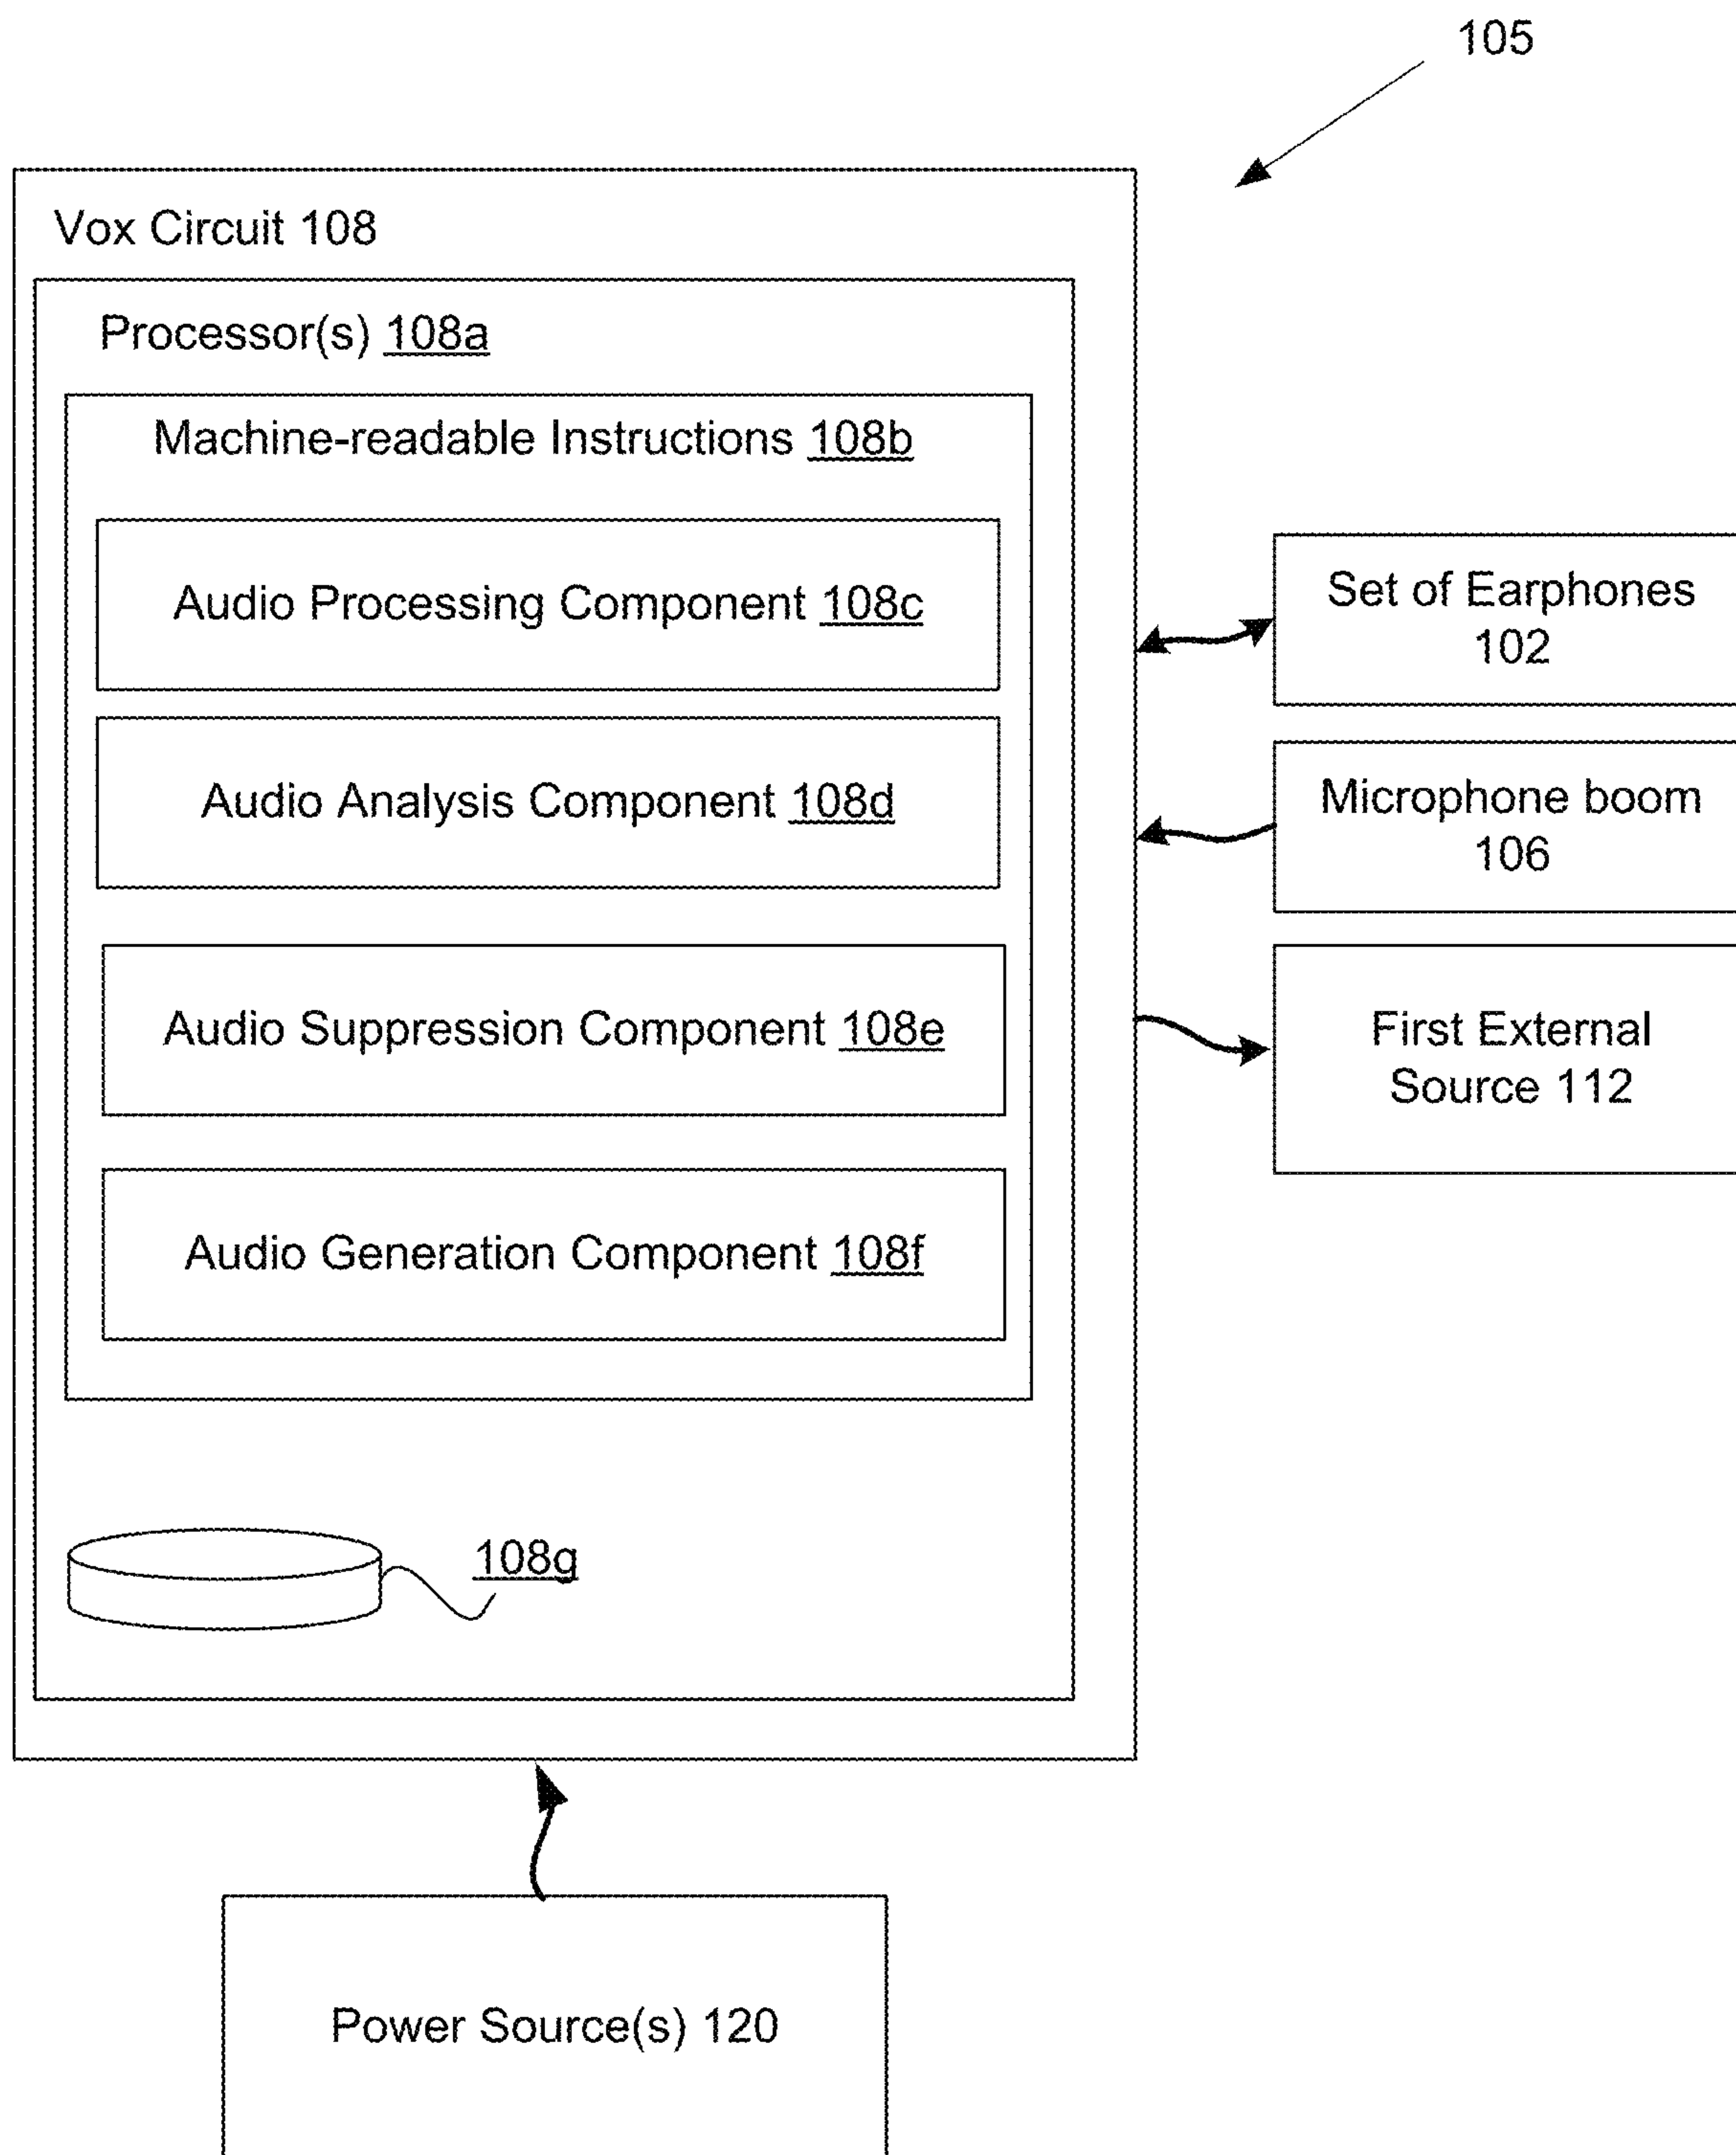 105
Vox Circuit 108
Processor(s) 108a
Machine-readable Instructions 108b
Audio Processing Component 108c
Audio Analysis Component 108d
Audio Suppression Component 108e
Audio Generation Component 108f
108g
Set of Earphones
102
Microphone boom
106
First External
Source 112
Power Source(s) 120